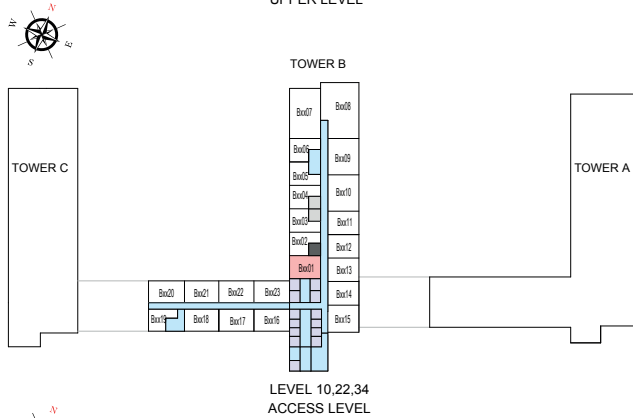 UPPER LEVEL
N
W
E
S
TOWER B
Bxx07
Bxx08
Bxx06
Bxx09
TOWER C
TOWER A
Bxx05
Bxx04
Bxx10
Bxx03
Bxx11
Bxx02
Bxx12
Bxx01
Bxx13
Bxx20
Bxx21
Bxx22
Bxx23
Bxx14
Bxx19
Bxx18
Bxx17
Bxx16
Bxx15
LEVEL 10,22,34
ACCESS LEVEL
N